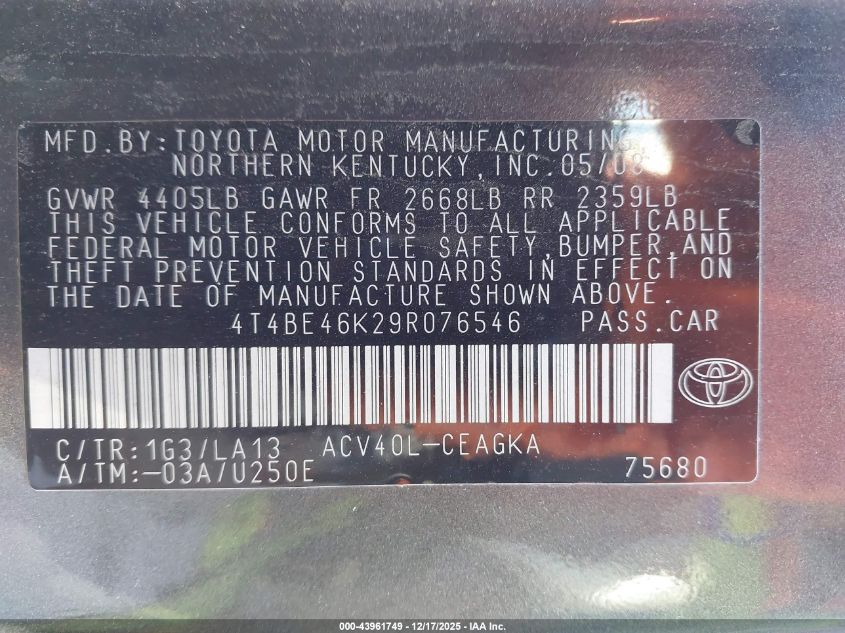 MFD.BY:TOYOTA MOTOR MANUFACTURING
NORTHERN KENTUCKY,INC.05/08
GVWR 4405LB GAWR FR 2668LB RR 2359LB
THIS VEHICLE CONFORMS TO ALL APPLICABLE
FEDERAL MOTOR VEHICLE SAFETY,BUMPER,AND
THEFT PREVENTION STANDARDS IN EFFECT ON
THE DATE OF MANUFACTURE SHOWN ABOVE.
4T4BE46K29R076546 PASS.CAR
C/TR:1G3/LA13 ACV40L-CEAGKA
A/TM:-03A/U250E 75680
000-43961749 - 12/17/2025 - IAA Inc.